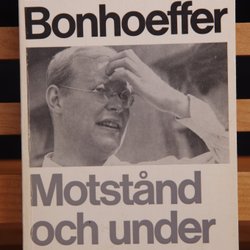 Bonhoeffer
Motstånd
och under